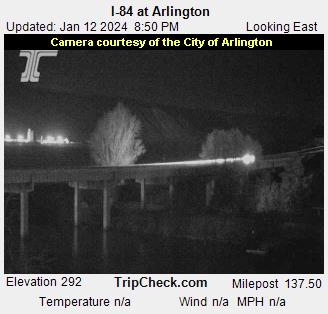 I-84 at Arlington
Updated: Jan 12 2024 8:50 PM Looking East
Camera courtesy of the City of Arlington
Elevation 292 TripCheck.com Milepost 137.50
Temperature n/a Wind n/a MPH n/a